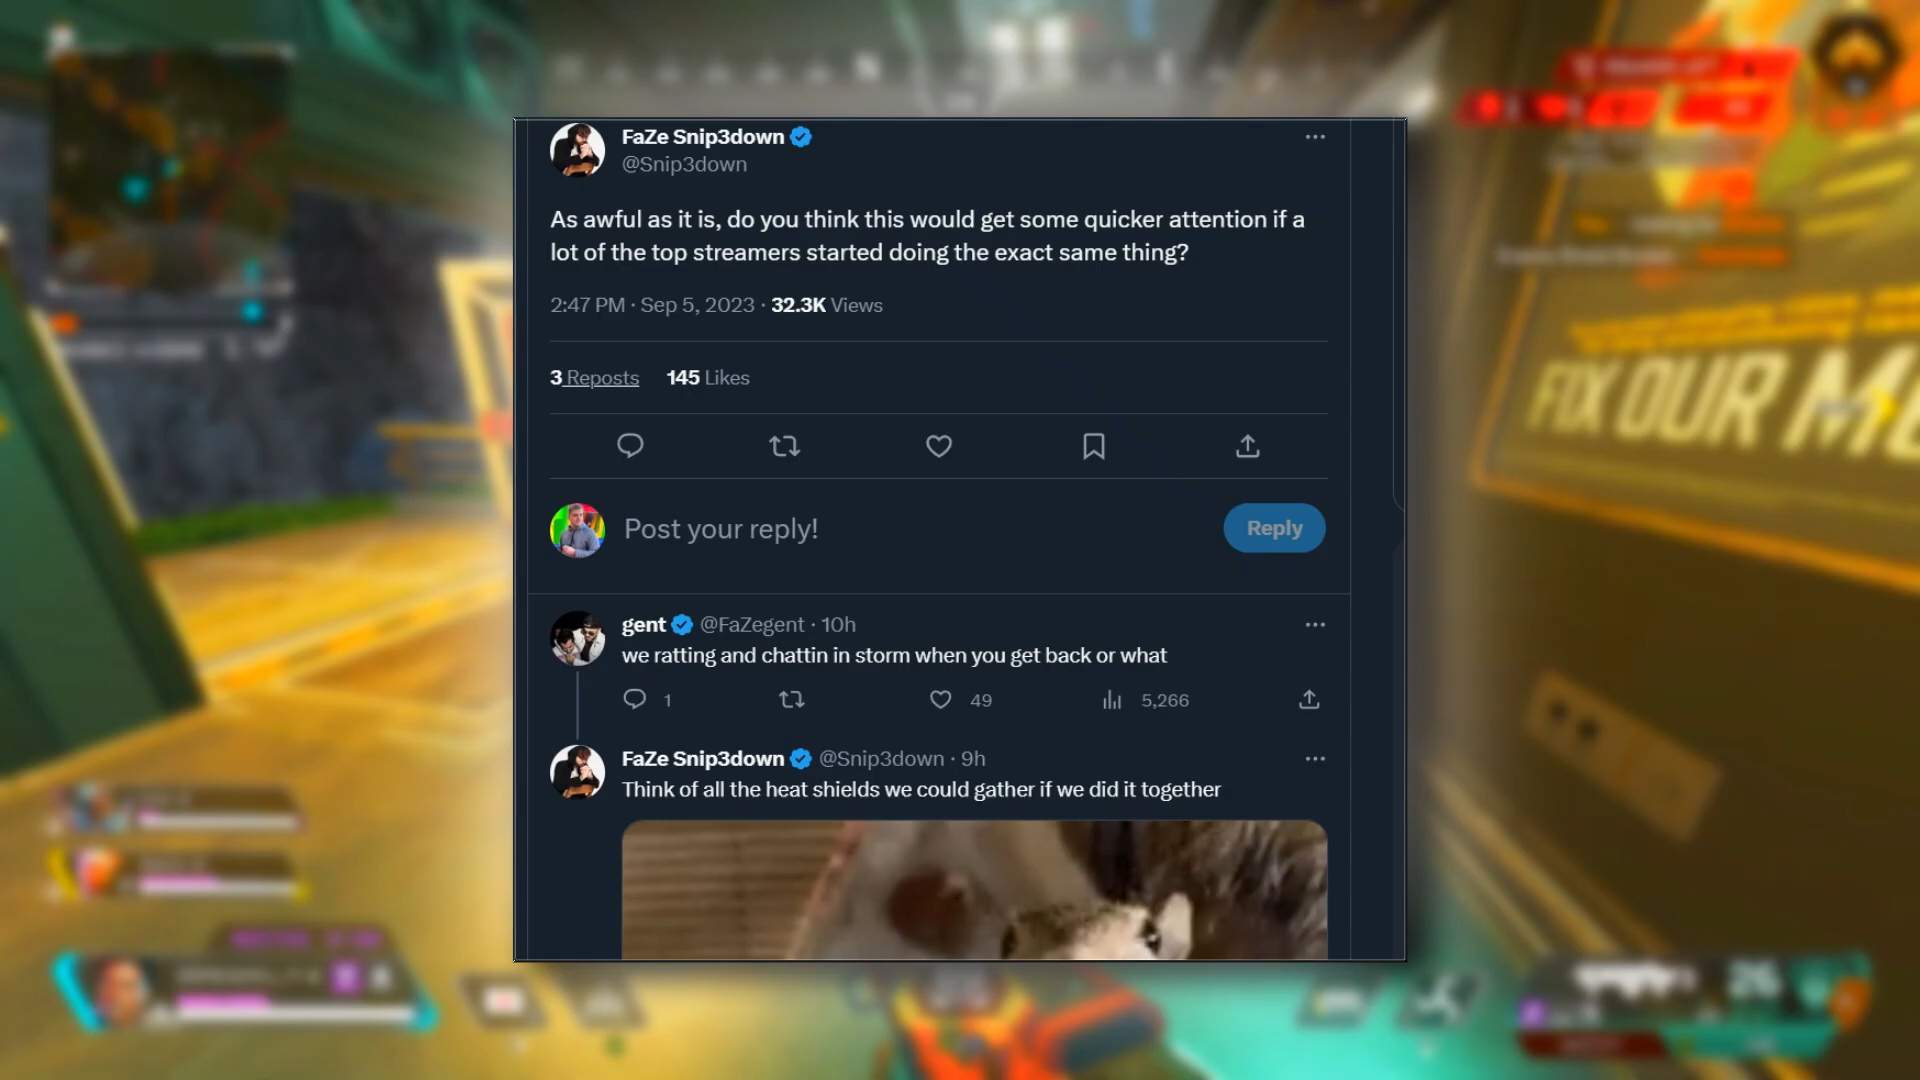 FaZe Snip3down
@Snip3down
As awful as it is, do you think this would get some quicker attention if a
lot of the top streamers started doing the exact same thing?
2:47 PM · Sep 5, 2023 · 32.3K Views
3 Reposts 145 Likes
Post your reply!
Reply
gent @FaZegent · 10h
we ratting and chattin in storm when you get back or what
1 49 5,266
FaZe Snip3down @Snip3down · 9h
Think of all the heat shields we could gather if we did it together
N
FIX OUR
26